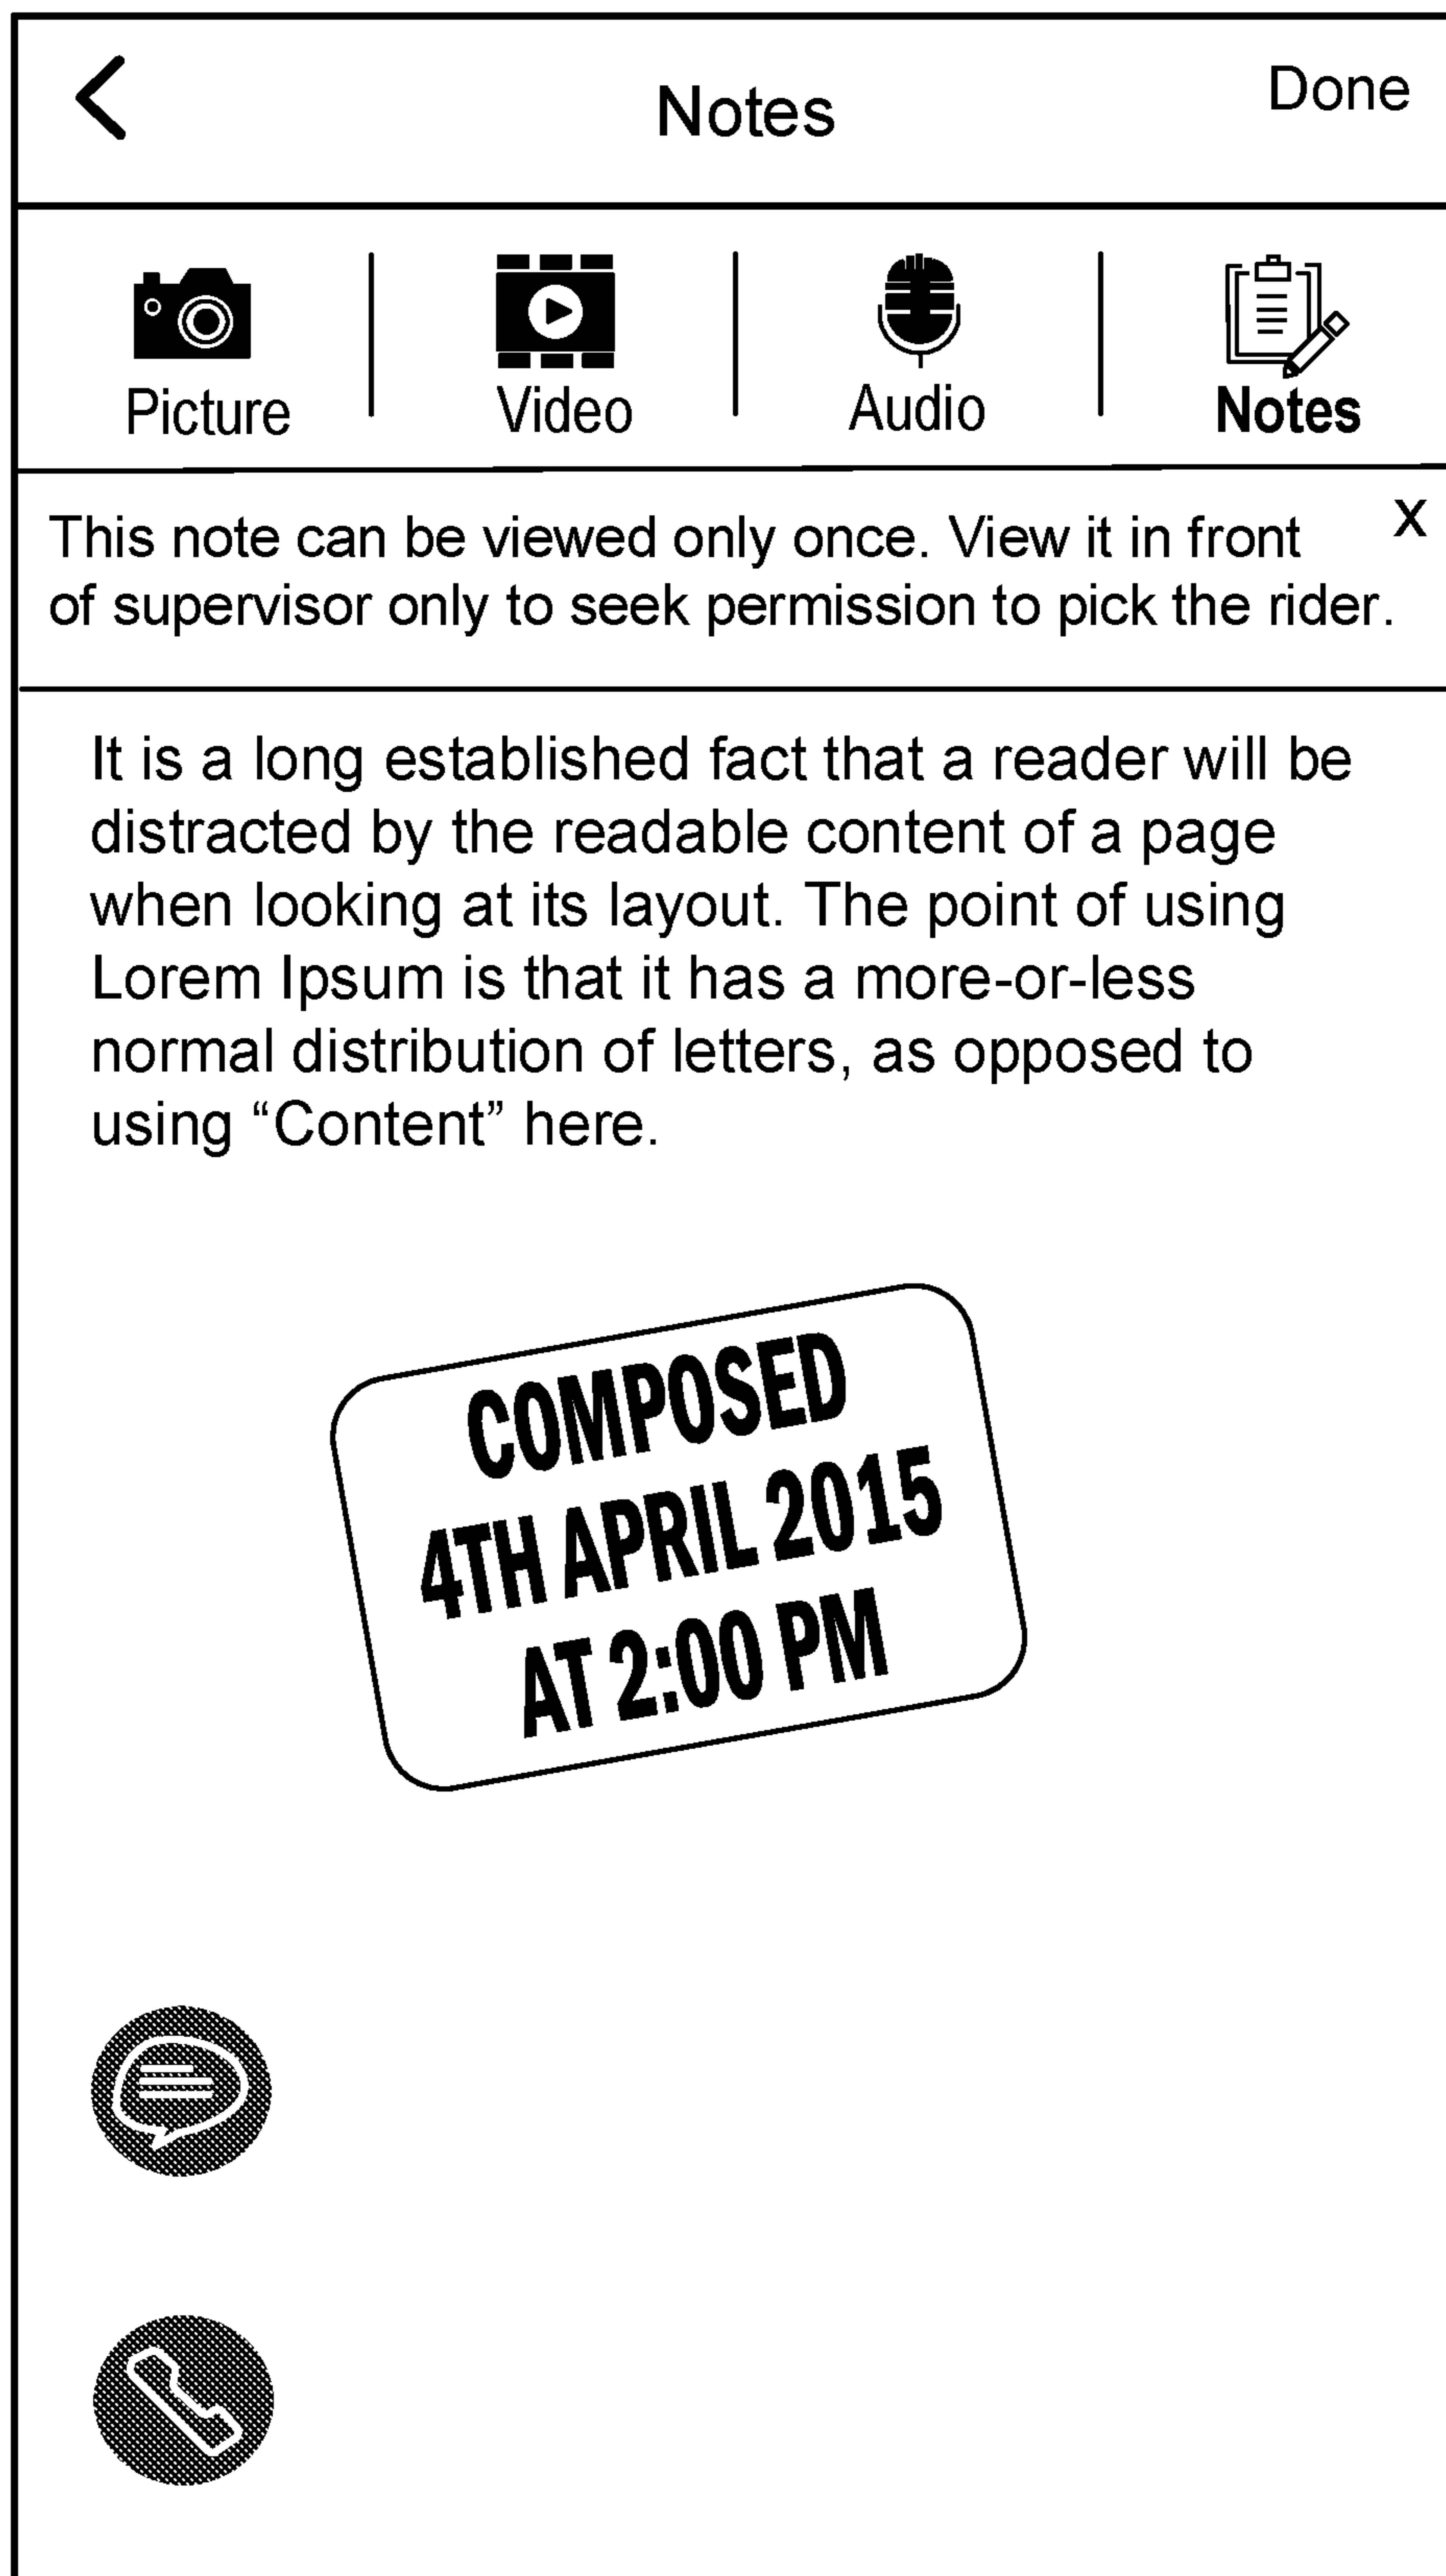 Notes
Done
Picture
Video
Audio
Notes
This note can be viewed only once. View it in front
of supervisor only to seek permission to pick the rider.
x
It is a long established fact that a reader will be
distracted by the readable content of a page
when looking at its layout. The point of using
Lorem Ipsum is that it has a more-or-less
normal distribution of letters, as opposed to
using “Content” here.
COMPOSED
4TH APRIL 2015
AT 2:00 PM